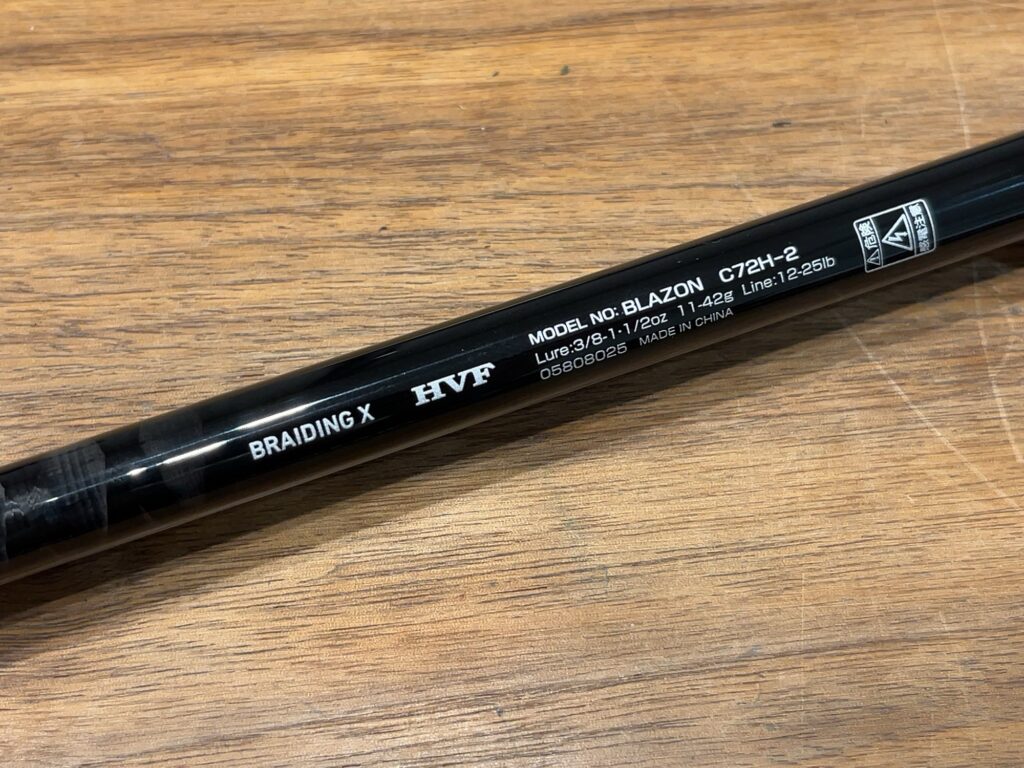 BRAIDING X
HVF
MODEL NO: BLAZON C72H-2
Lure:3/8-1·1/2oz 11-42g Line:12-25lb
05808025 MADE IN CHINA
危険
感電注意